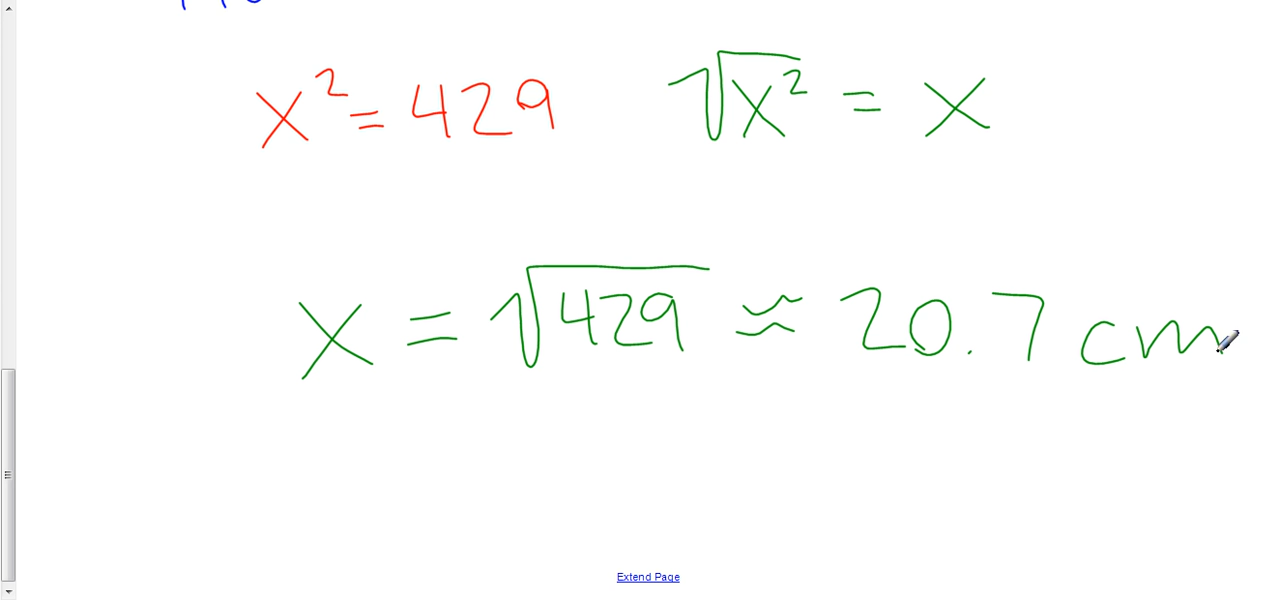 x² = 429 √x² = x
x = √429 ≈ 20.7 cm
Extend Page